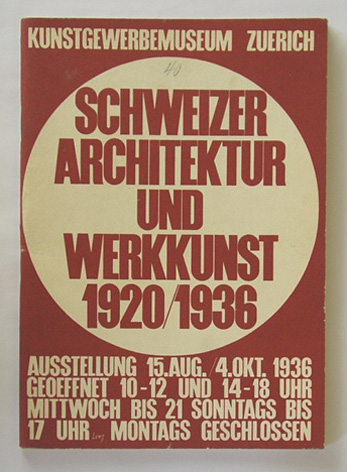 KUNSTGEWERBEMUSEUM ZUERICH
40
SCHWEIZER
ARCHITEKTUR
UND
WERKKUNST
1920/1936
AUSSTELLUNG 15.AUG./4.OKT. 1936
GEOEFFNET 10-12 UND 14-18 UHR
MITTWOCH BIS 21 SONNTAGS BIS
17 UHR MONTAGS GESCHLOSSEN